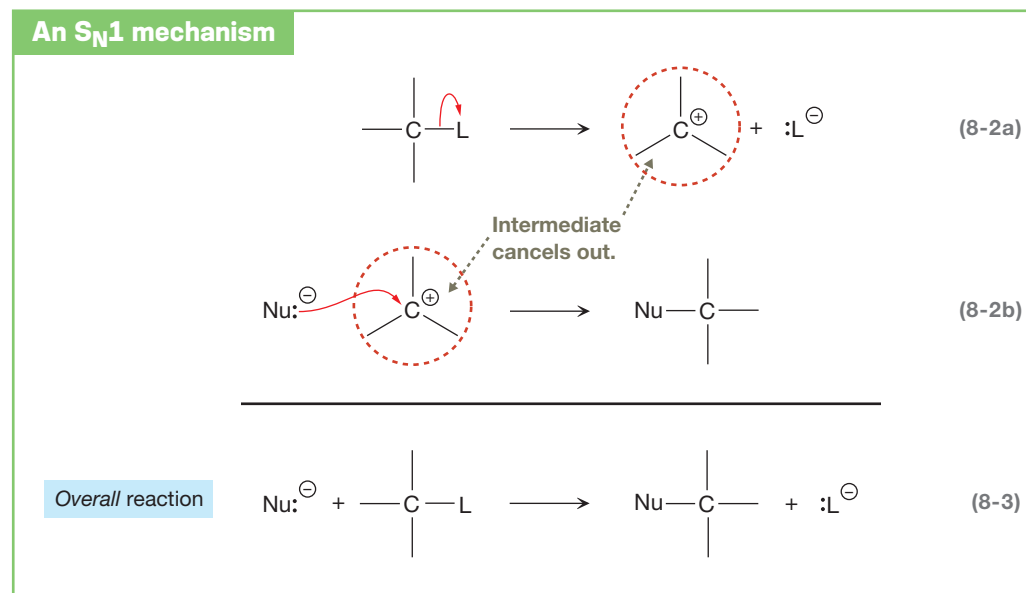 An SN1 mechanism
C L C ⊕ + :L ⊖ (8-2a)
Intermediate
cancels out.
Nu: ⊖ C ⊕ Nu C (8-2b)
Overall reaction Nu: ⊖ + C L Nu C + :L ⊖ (8-3)